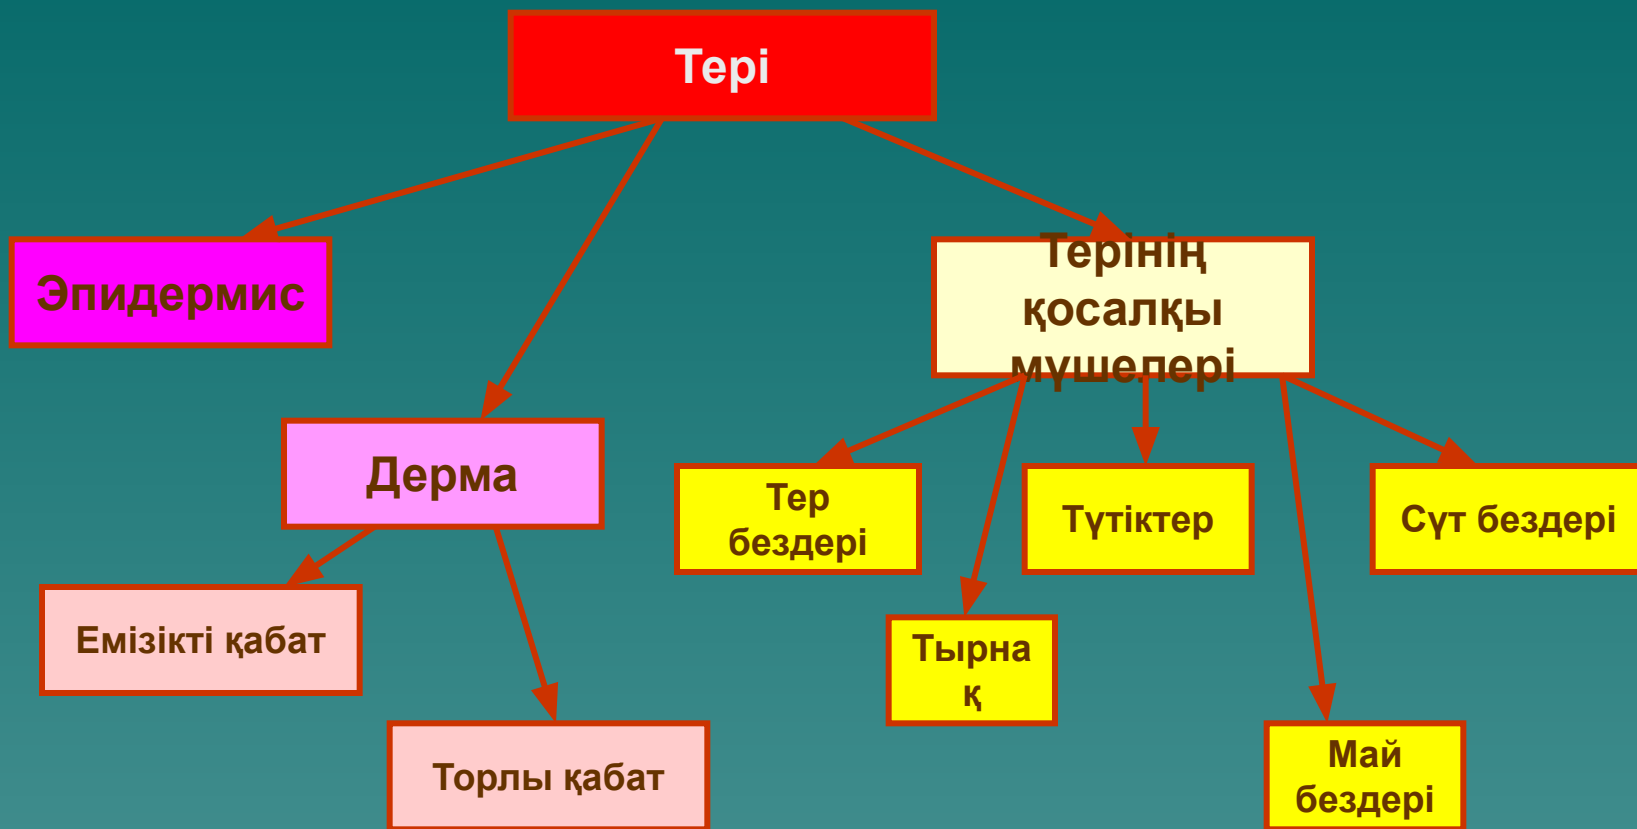 Тері
Эпидермис
Терінің
қосалқы
мүшелері
Дерма
Тер
бездері
Түтіктер
Сүт бездері
Емізікті қабат
Тырна
қ
Торлы қабат
Май
бездері